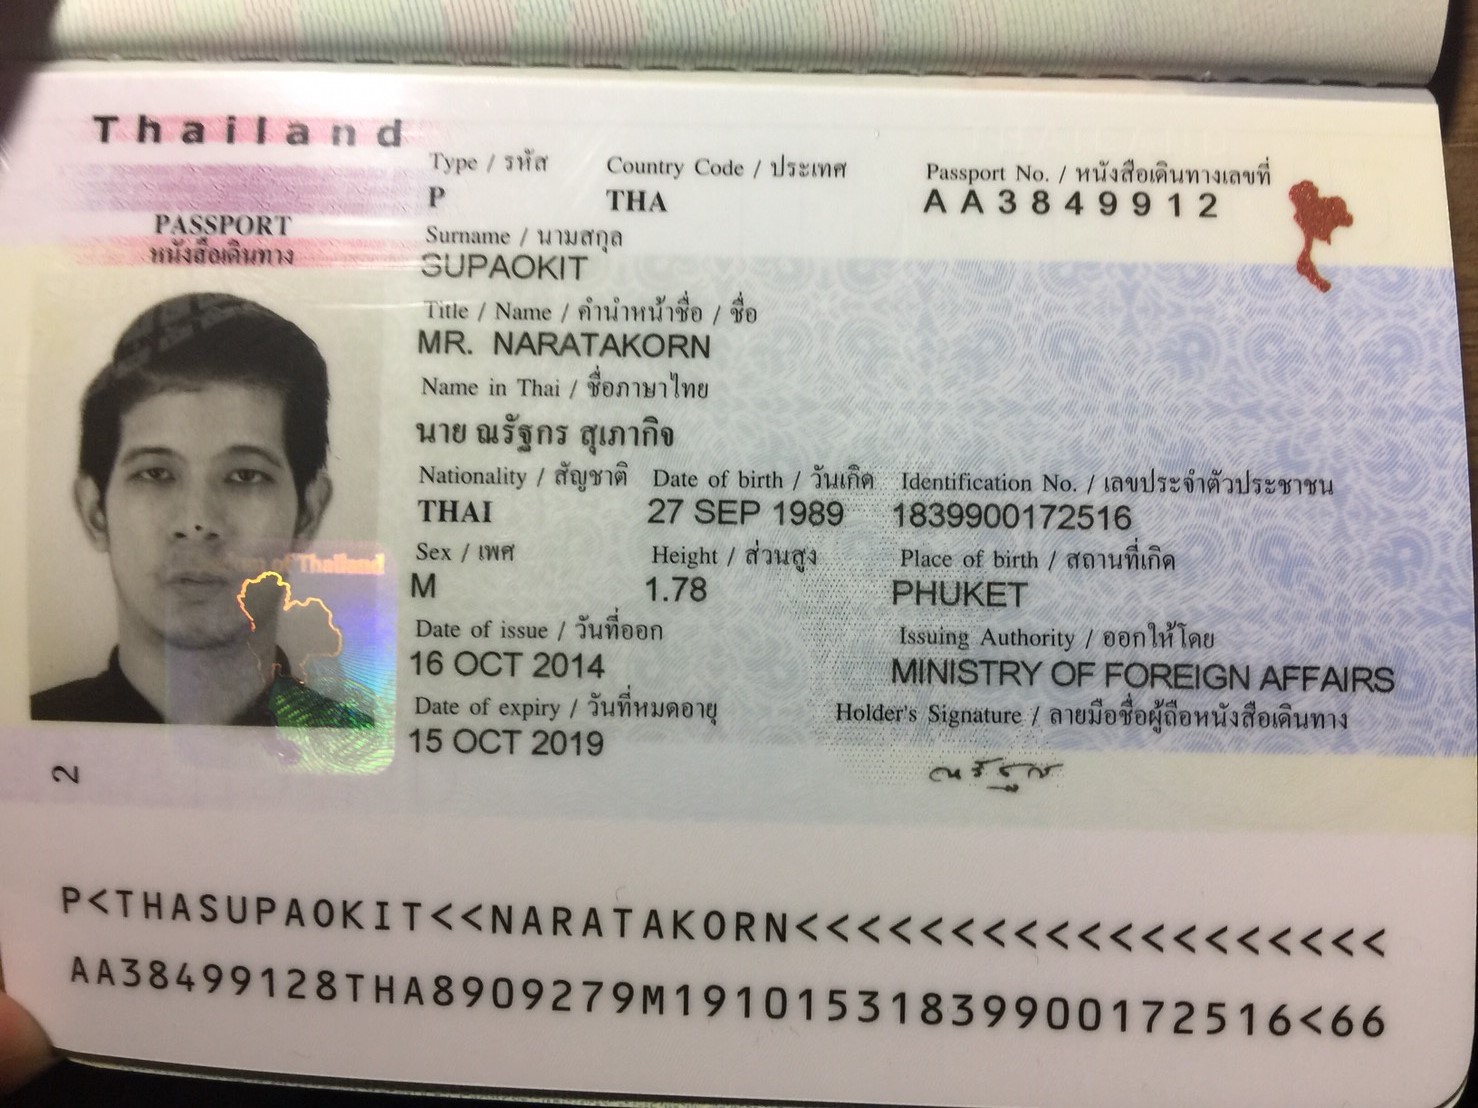 Thailand
PASSPORT
หนังสือเดินทาง
Type / รหัส Country Code / ประเทศ Passport No. / หนังสือเดินทางเลขที่
P THA AA3849912
Surname / นามสกุล
SUPAOKIT
Title / Name / คำนำหน้าชื่อ / ชื่อ
MR. NARATAKORN
Name in Thai / ชื่อภาษาไทย
นาย ณรัฐกร สุเภากิจ
Nationality / สัญชาติ Date of birth / วันเกิด Identification No. / เลขประจำตัวประชาชน
THAI 27 SEP 1989 1839900172516
Sex / เพศ Height / ส่วนสูง Place of birth / สถานที่เกิด
M 1.78 PHUKET
Date of issue / วันที่ออก Issuing Authority / ออกให้โดย
16 OCT 2014 MINISTRY OF FOREIGN AFFAIRS
Date of expiry / วันที่หมดอายุ Holder's Signature / ลายมือชื่อผู้ถือหนังสือเดินทาง
15 OCT 2019
ณรัฐกร
of Thailand
2
P<THASUPAOKIT<<NARATAKORN<<<<<<<<<<<<<<<<<<<
AA38499128THA8909279M19101531839900172516<66